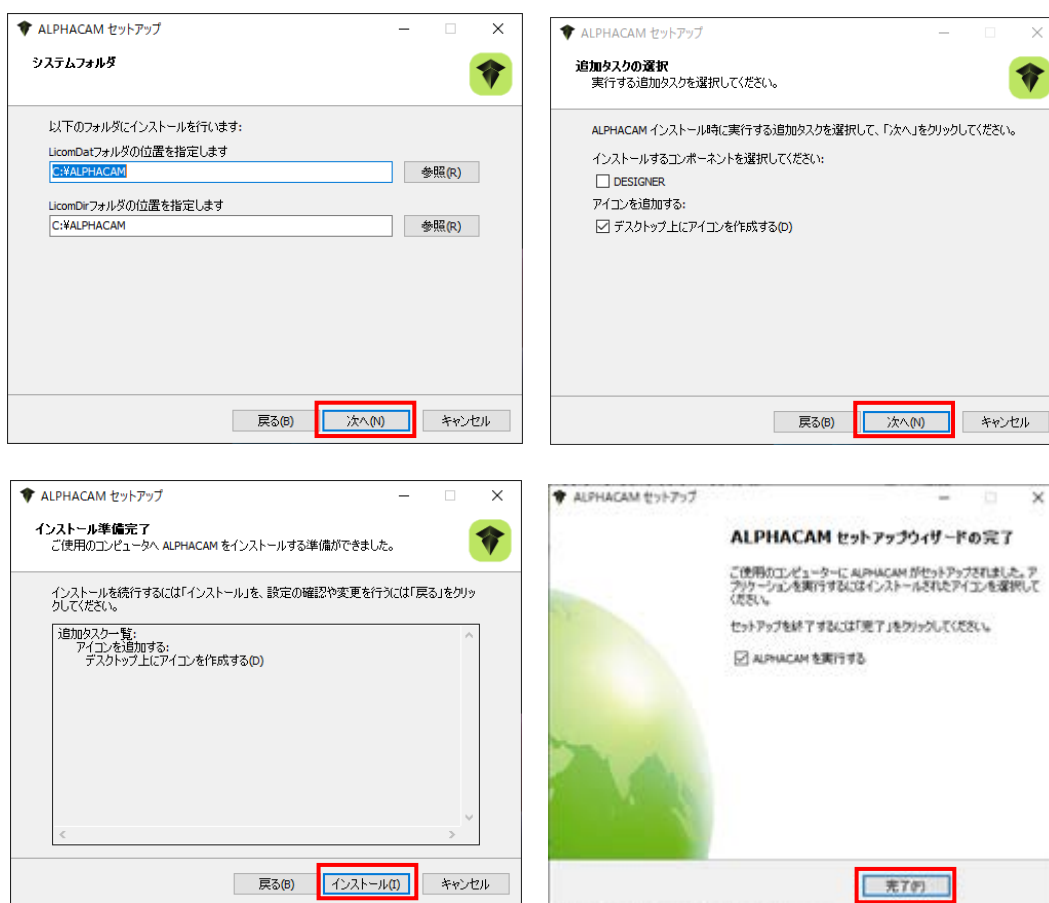 ALPHACAM セットアップ
システムフォルダ
以下のフォルダにインストールを行います:
LicomDatフォルダの位置を指定します
C:¥ALPHACAM
参照(R)
LicomDirフォルダの位置を指定します
C:¥ALPHACAM
参照(R)
戻る(B)
次へ(N)
キャンセル
ALPHACAM セットアップ
追加タスクの選択
実行する追加タスクを選択してください。
ALPHACAM インストール時に実行する追加タスクを選択して、「次へ」をクリックしてください。
インストールするコンポーネントを選択してください:
DESIGNER
アイコンを追加する:
デスクトップ上にアイコンを作成する(D)
戻る(B)
次へ(N)
キャンセル
ALPHACAM セットアップ
インストール準備完了
ご使用のコンピュータへ ALPHACAM をインストールする準備ができました。
インストールを続行するには「インストール」を、設定の確認や変更を行うには「戻る」をクリッ
クしてください。
追加タスク一覧:
アイコンを追加する:
デスクトップ上にアイコンを作成する(D)
戻る(B)
インストール(I)
キャンセル
ALPHACAM セットアップ
ALPHACAM セットアップウィザードの完了
ご使用のコンピューターに ALPHACAM がセットアップされました。ア
プリケーションを実行するにはインストールされたアイコンを選択して
ください。
セットアップを終了するには「完了」をクリックしてください。
ALPHACAM を実行する
完了(F)